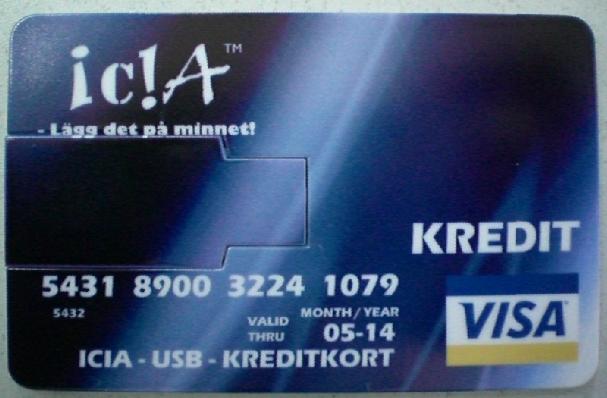 ic!A™
- Lägg det på minnet!
KREDIT
5431 8900 3224 1079
5432
MONTH / YEAR
VALID THRU 05-14
ICIA - USB - KREDITKORT
VISA